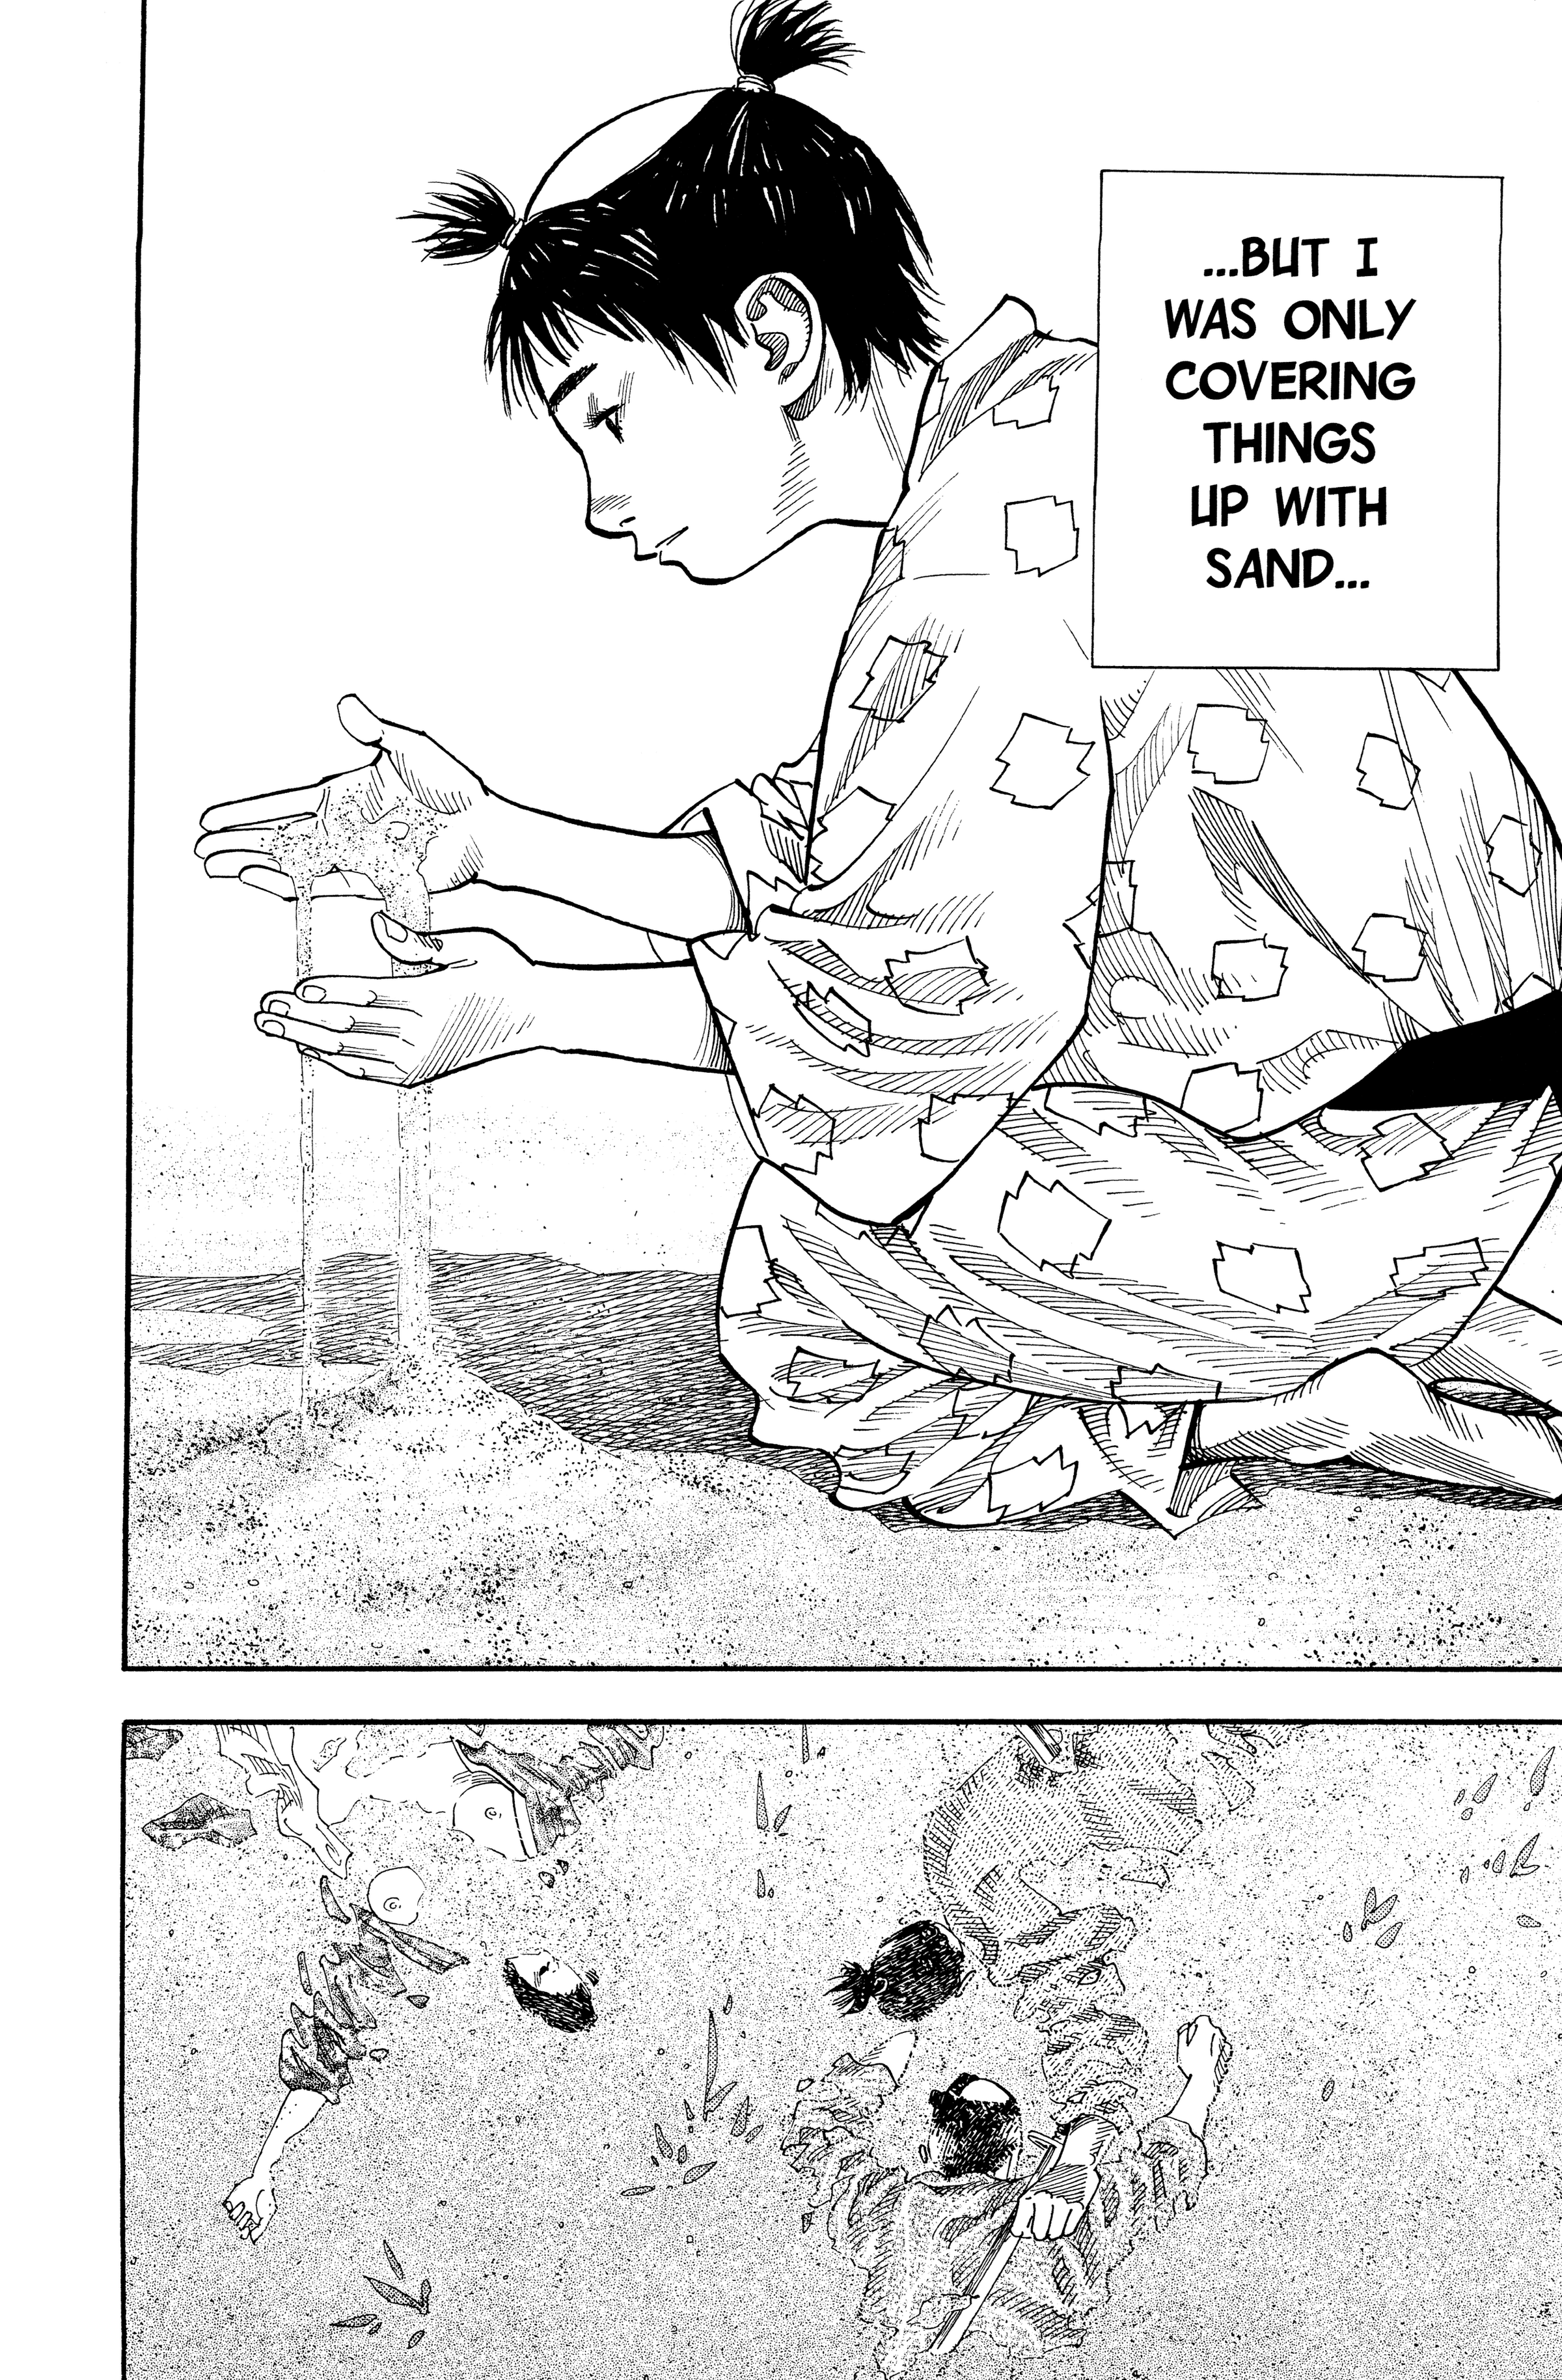 ...BUT I
WAS ONLY
COVERING
THINGS
UP WITH
SAND...